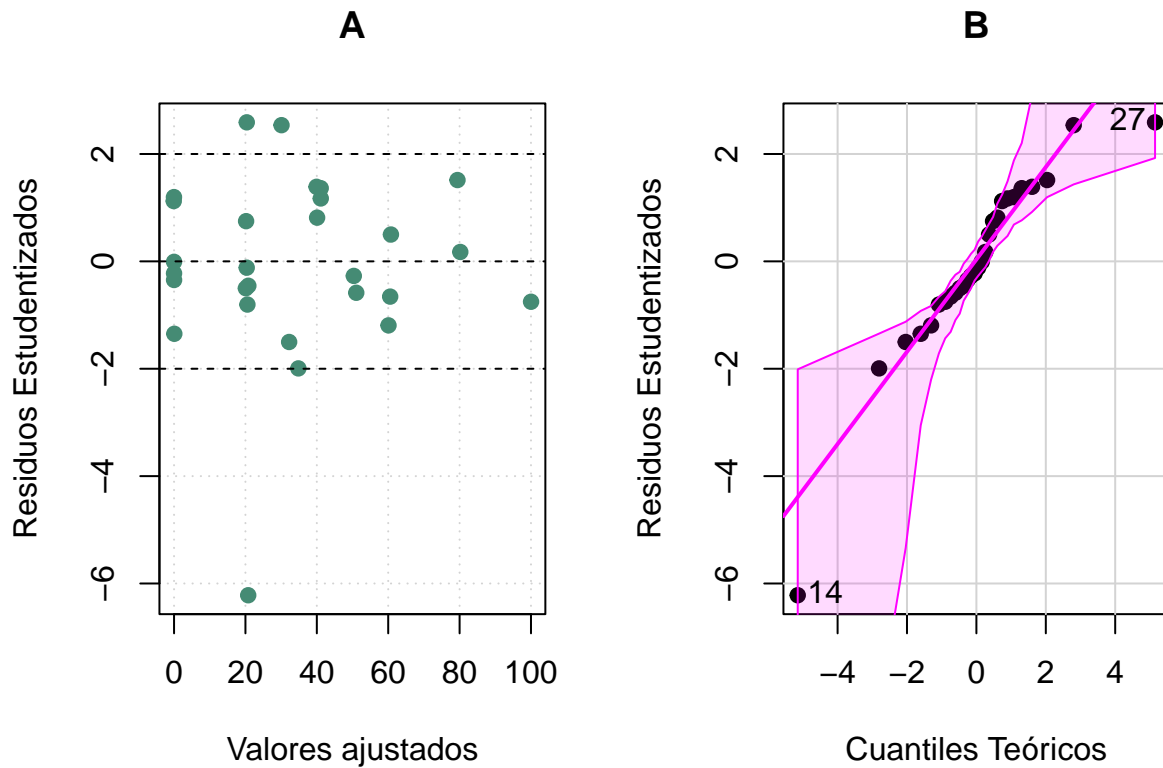 A
Residuos Estudentizados
2
0
−2
−4
−6
0 20 40 60 80 100
Valores ajustados
B
Residuos Estudentizados
2
0
−2
−4
−6
27
14
−4 −2 0 2 4
Cuantiles Teóricos